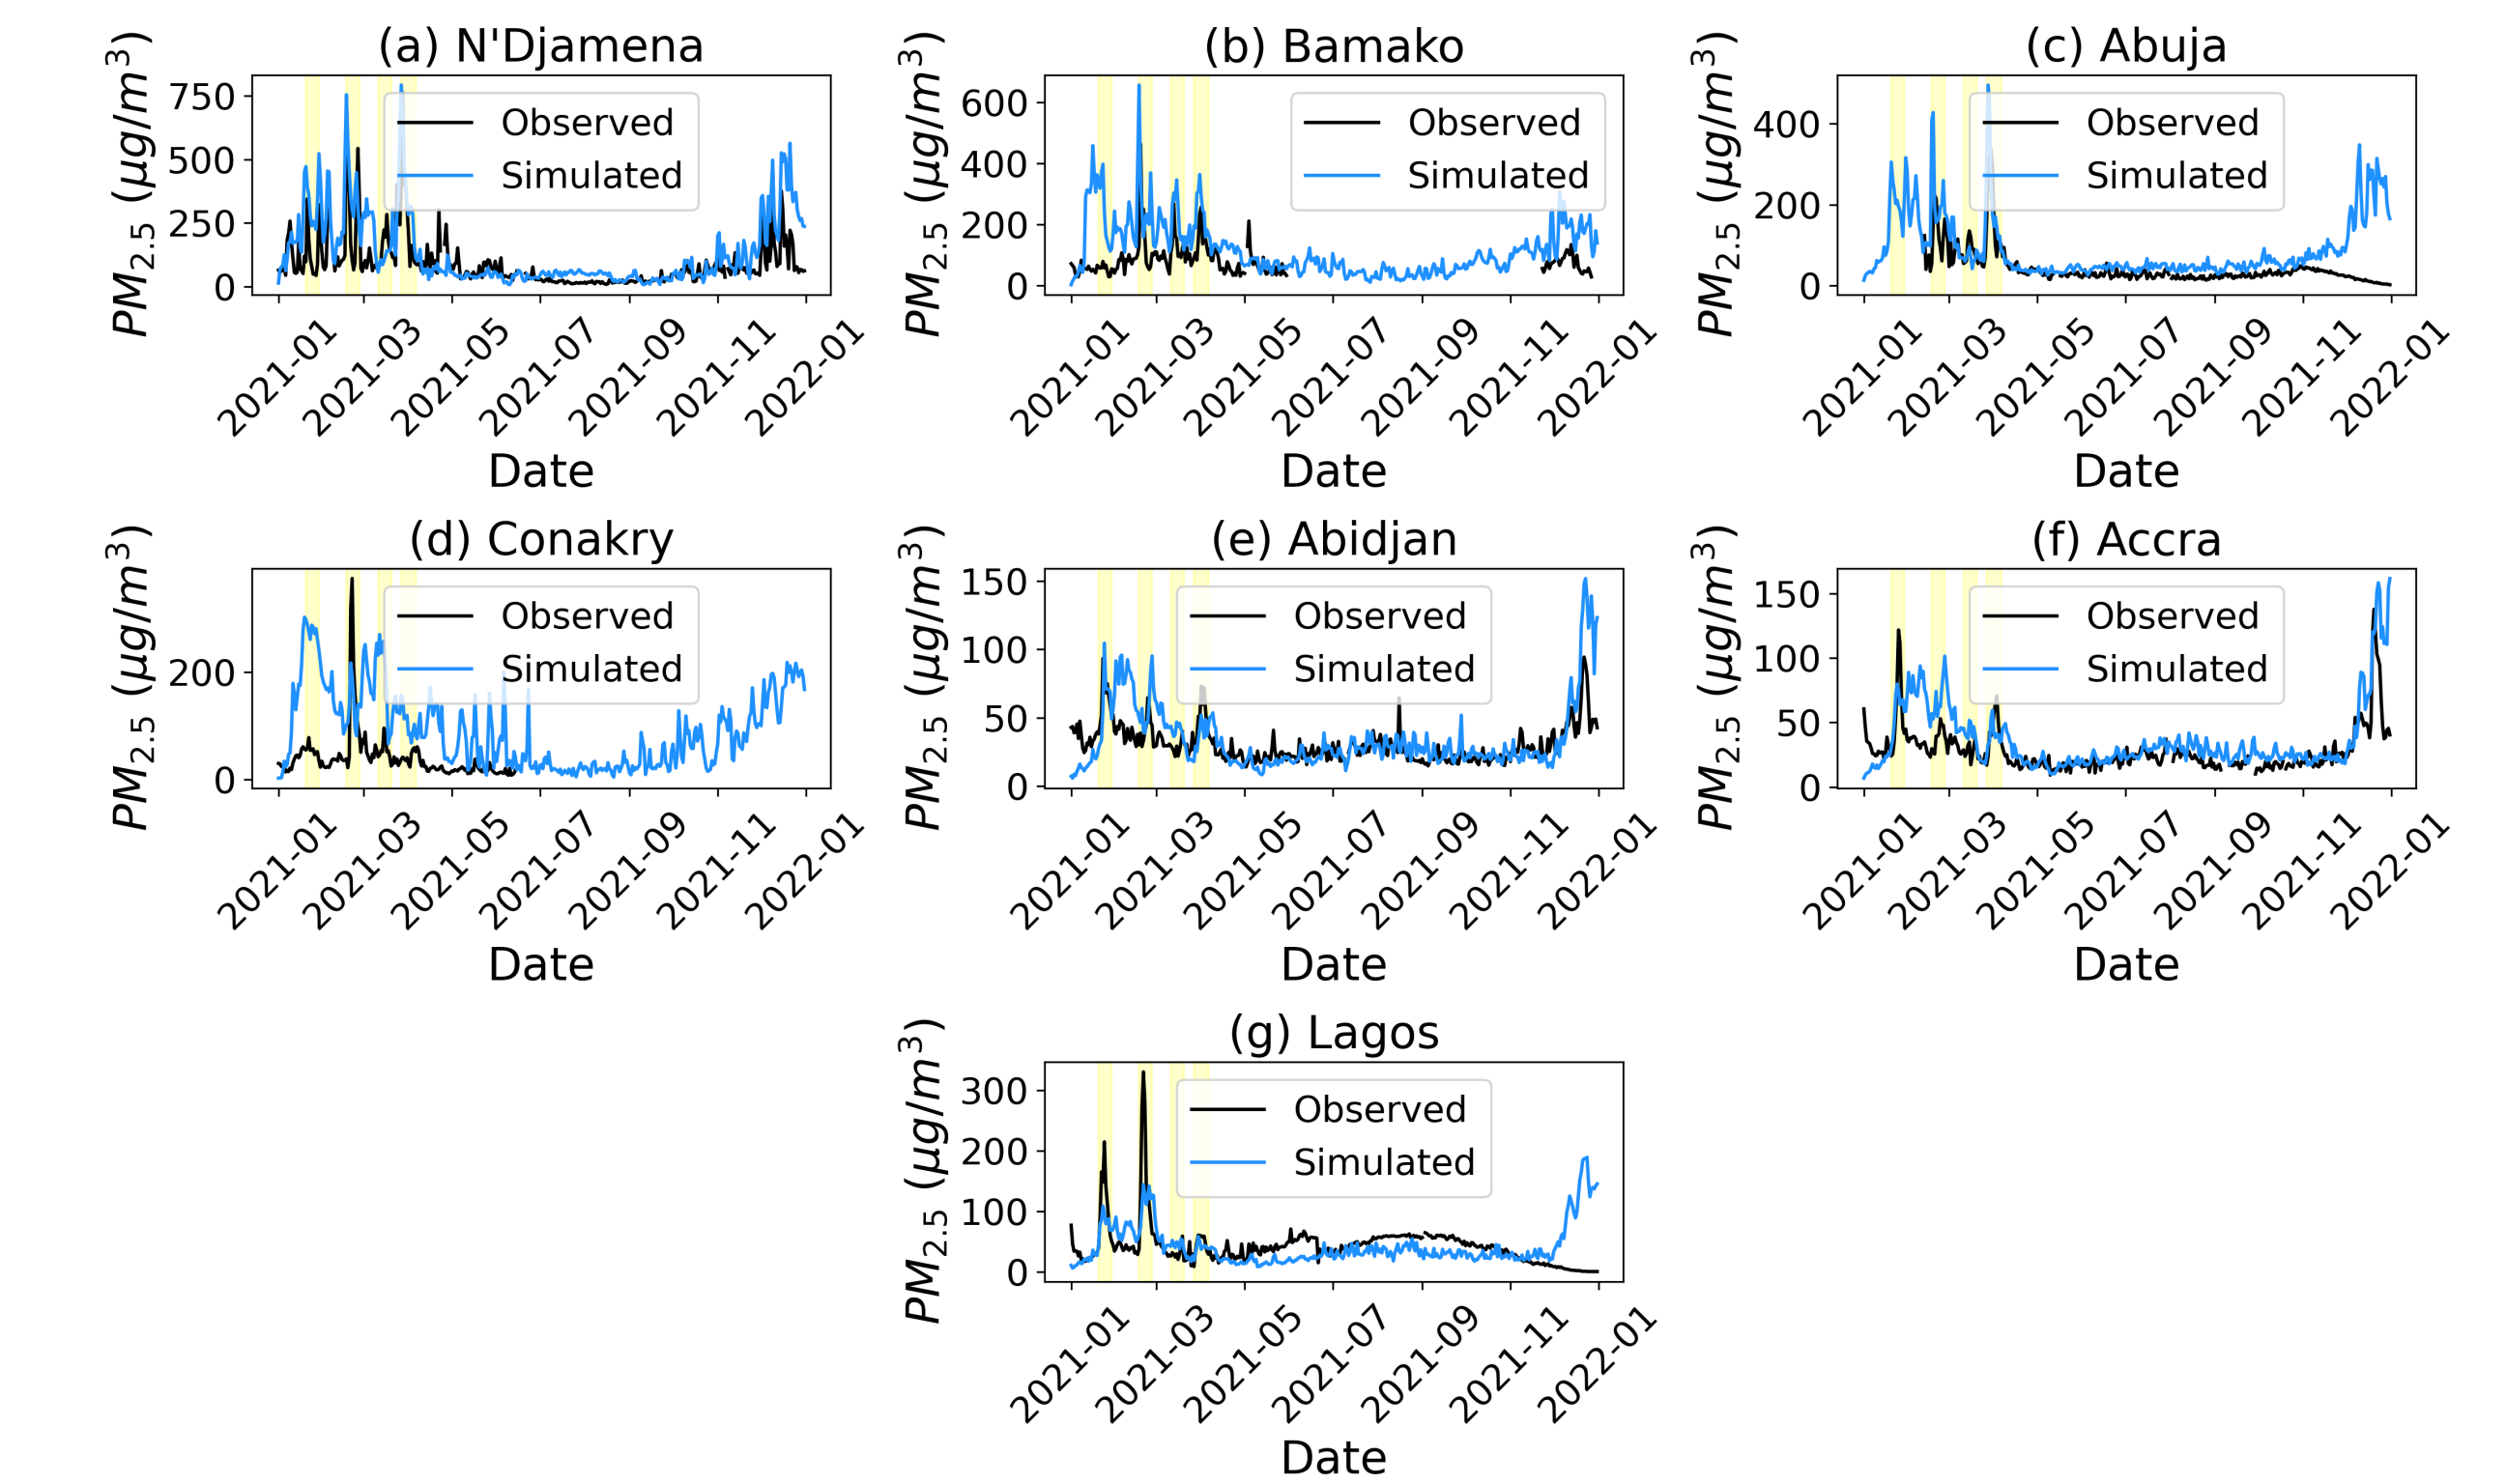 (a) N'Djamena
PM2.5 (μg/m³)
750
500
250
0
Observed
Simulated
2021-01
2021-03
2021-05
2021-07
2021-09
2021-11
2022-01
Date
(b) Bamako
PM2.5 (μg/m³)
600
400
200
0
Observed
Simulated
2021-01
2021-03
2021-05
2021-07
2021-09
2021-11
2022-01
Date
(c) Abuja
PM2.5 (μg/m³)
400
200
0
Observed
Simulated
2021-01
2021-03
2021-05
2021-07
2021-09
2021-11
2022-01
Date
(d) Conakry
PM2.5 (μg/m³)
200
0
Observed
Simulated
2021-01
2021-03
2021-05
2021-07
2021-09
2021-11
2022-01
Date
(e) Abidjan
PM2.5 (μg/m³)
150
100
50
0
Observed
Simulated
2021-01
2021-03
2021-05
2021-07
2021-09
2021-11
2022-01
Date
(f) Accra
PM2.5 (μg/m³)
150
100
50
0
Observed
Simulated
2021-01
2021-03
2021-05
2021-07
2021-09
2021-11
2022-01
Date
(g) Lagos
PM2.5 (μg/m³)
300
200
100
0
Observed
Simulated
2021-01
2021-03
2021-05
2021-07
2021-09
2021-11
2022-01
Date